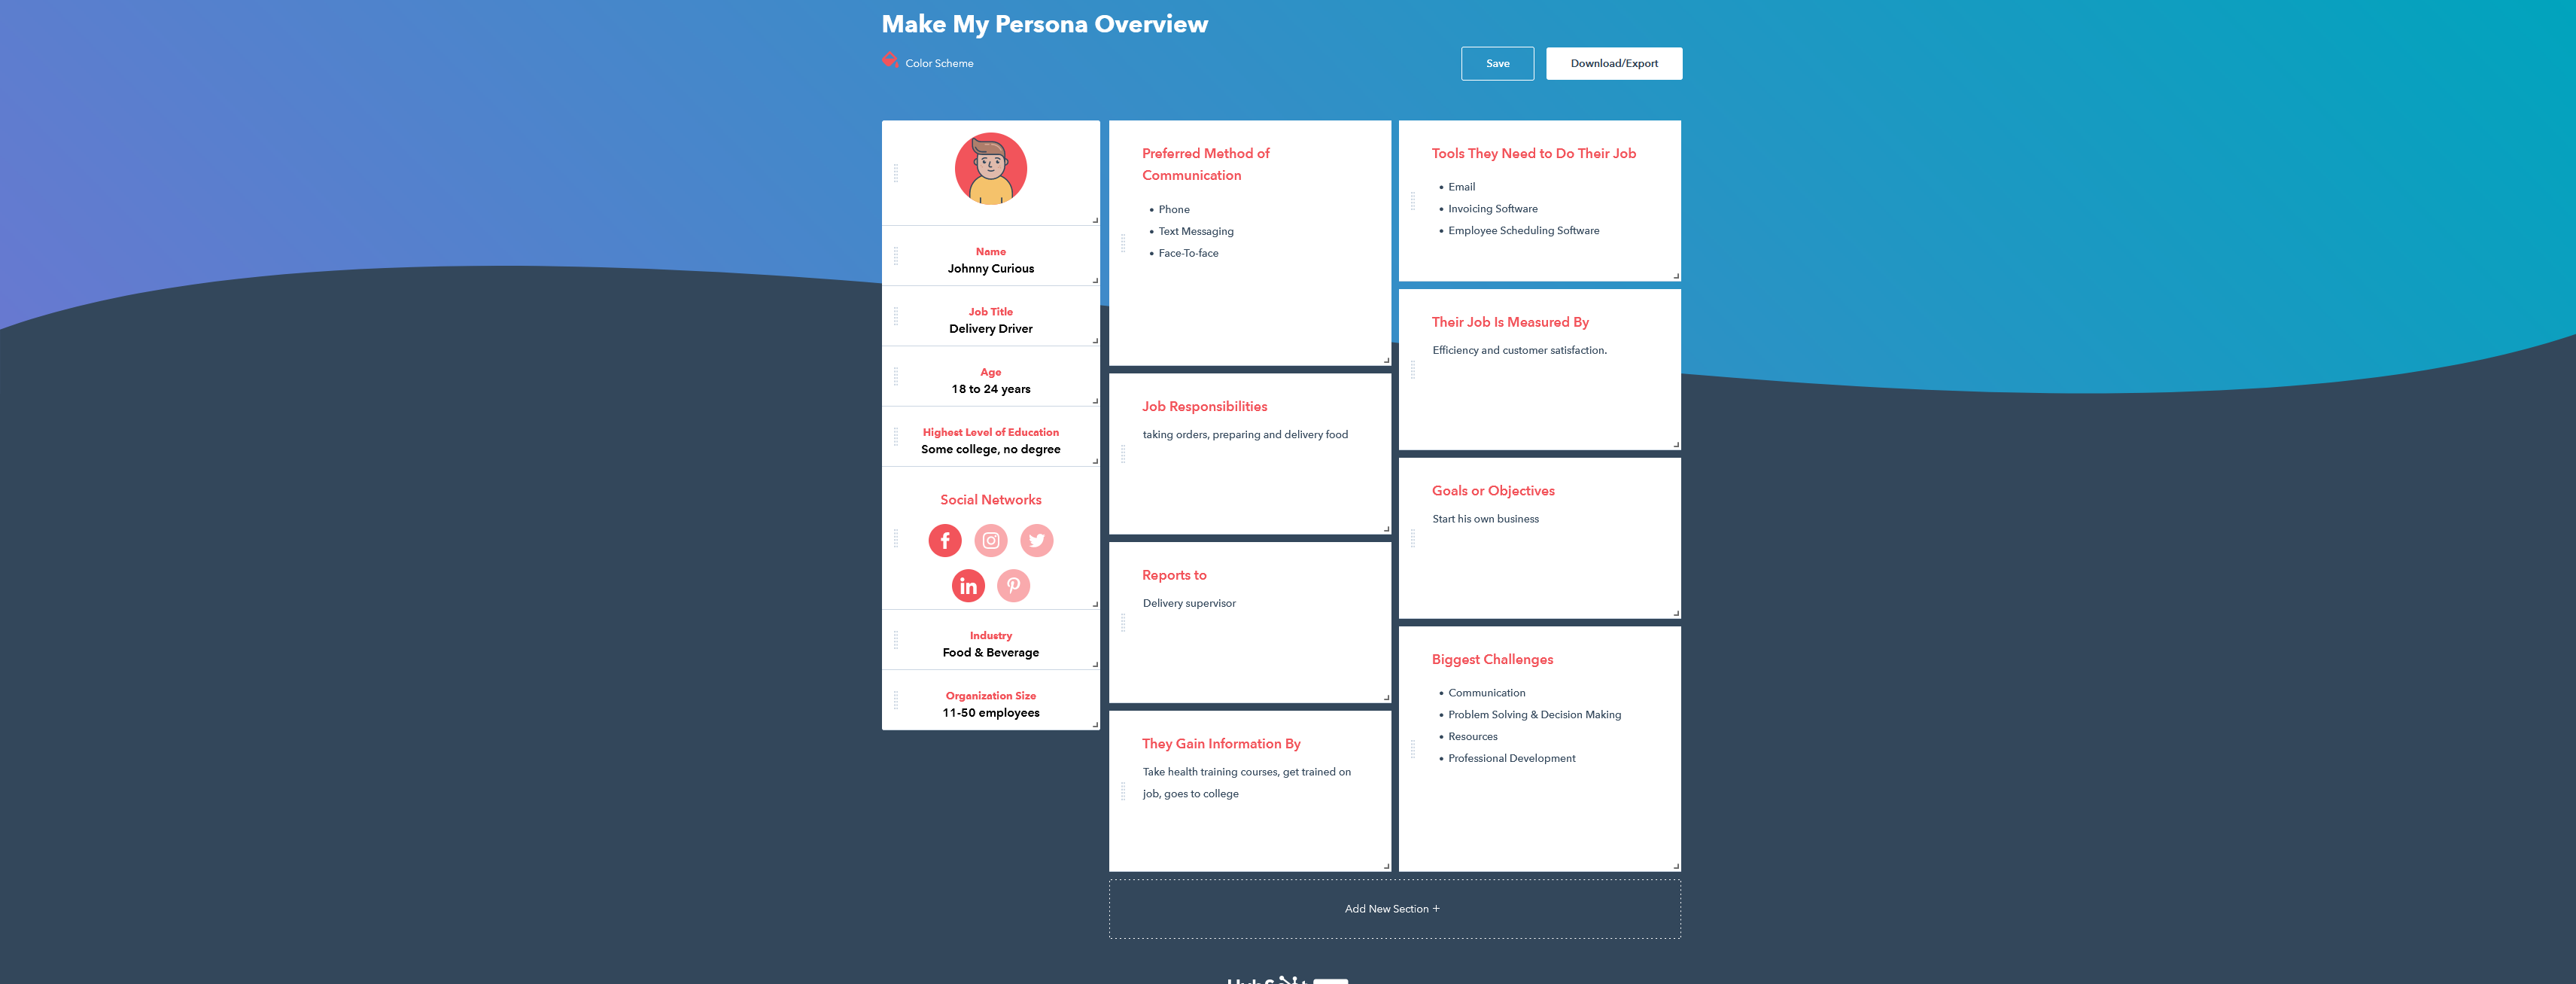 Make My Persona Overview
Color Scheme
Save
Download/Export
Name
Johnny Curious
Job Title
Delivery Driver
Age
18 to 24 years
Highest Level of Education
Some college, no degree
Social Networks
Industry
Food & Beverage
Organization Size
11-50 employees
Preferred Method of
Communication
• Phone
• Text Messaging
• Face-To-face
Job Responsibilities
taking orders, preparing and delivery food
Reports to
Delivery supervisor
They Gain Information By
Take health training courses, get trained on
job, goes to college
Tools They Need to Do Their Job
• Email
• Invoicing Software
• Employee Scheduling Software
Their Job Is Measured By
Efficiency and customer satisfaction.
Goals or Objectives
Start his own business
Biggest Challenges
• Communication
• Problem Solving & Decision Making
• Resources
• Professional Development
Add New Section +